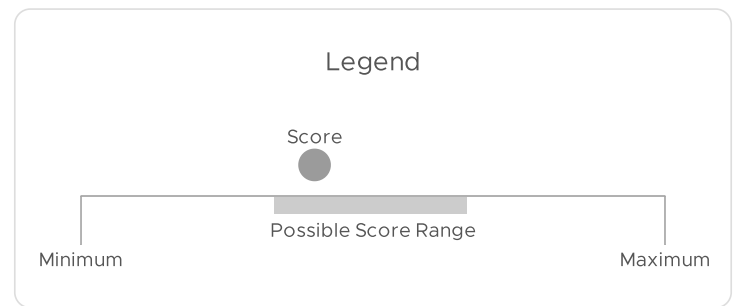 Legend
Score
Possible Score Range
Minimum
Maximum